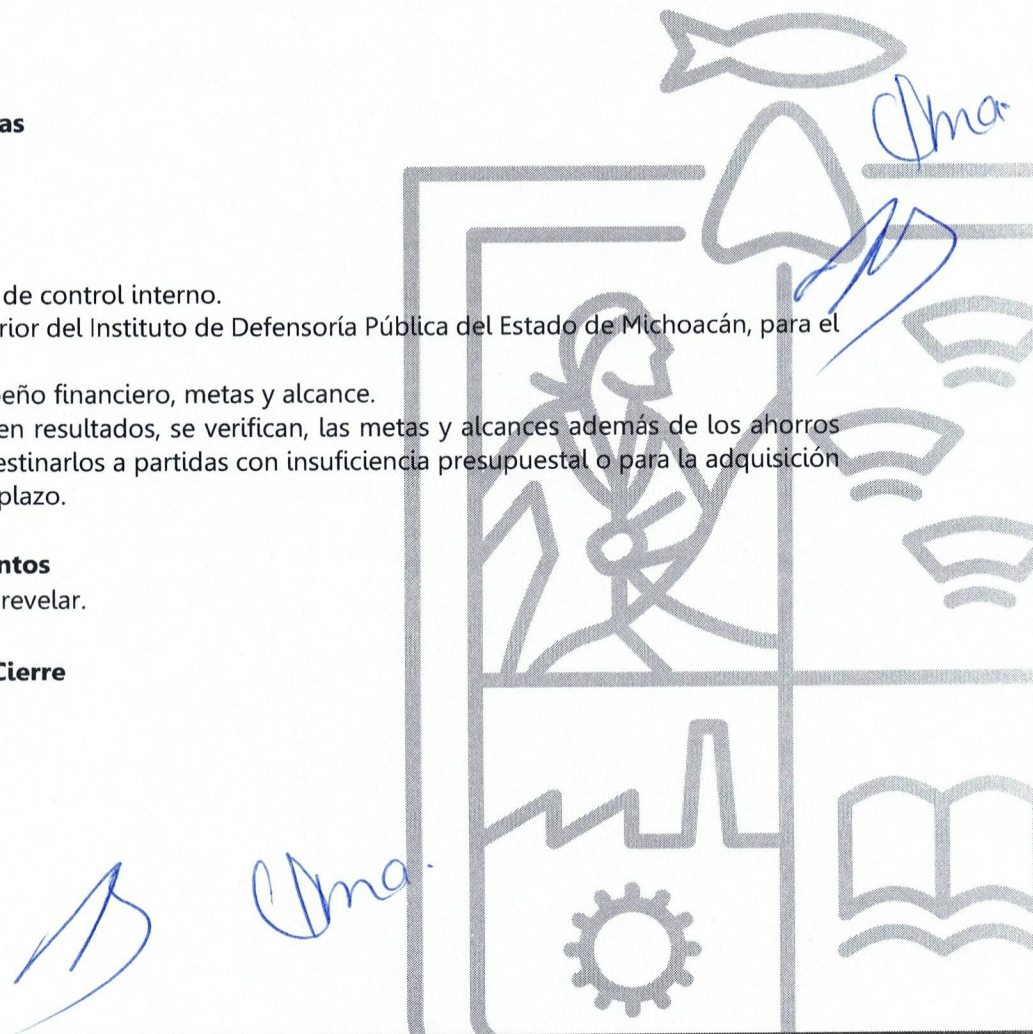 as
de control interno.
rior del Instituto de Defensoría Pública del Estado de Michoacán, para el
eño financiero, metas y alcance.
en resultados, se verifican, las metas y alcances además de los ahorros
estinarlos a partidas con insuficiencia presupuestal o para la adquisición
plazo.
ntos
revelar.
Cierre